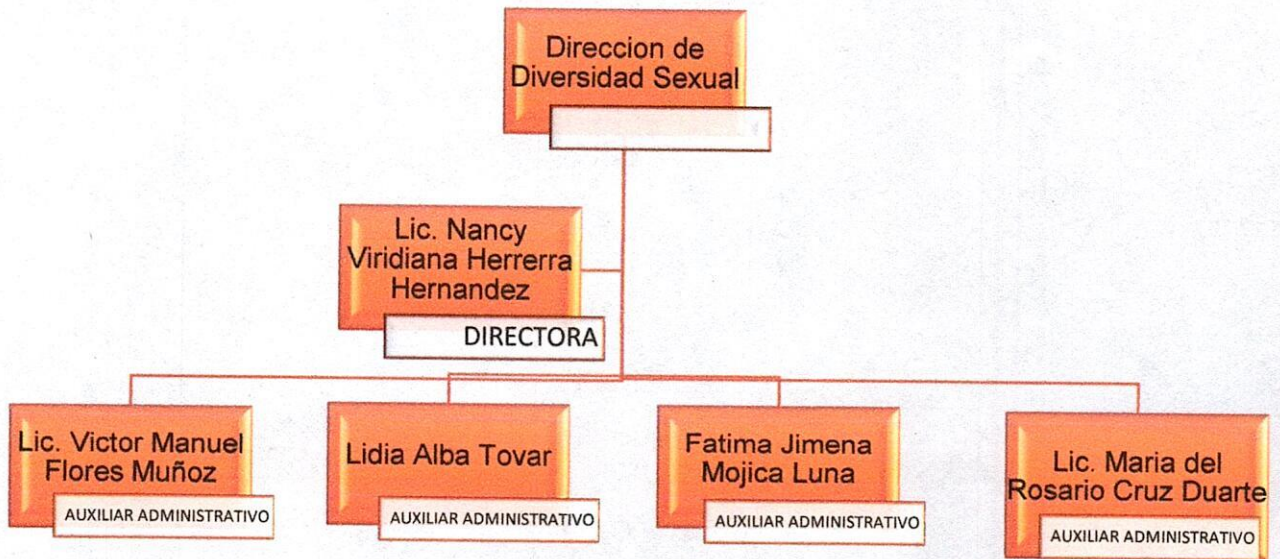 Direccion de
Diversidad Sexual
Lic. Nancy
Viridiana Herrerra
Hernandez
DIRECTORA
Lic. Victor Manuel
Flores Muñoz
AUXILIAR ADMINISTRATIVO
Lidia Alba Tovar
AUXILIAR ADMINISTRATIVO
Fatima Jimena
Mojica Luna
AUXILIAR ADMINISTRATIVO
Lic. Maria del
Rosario Cruz Duarte
AUXILIAR ADMINISTRATIVO